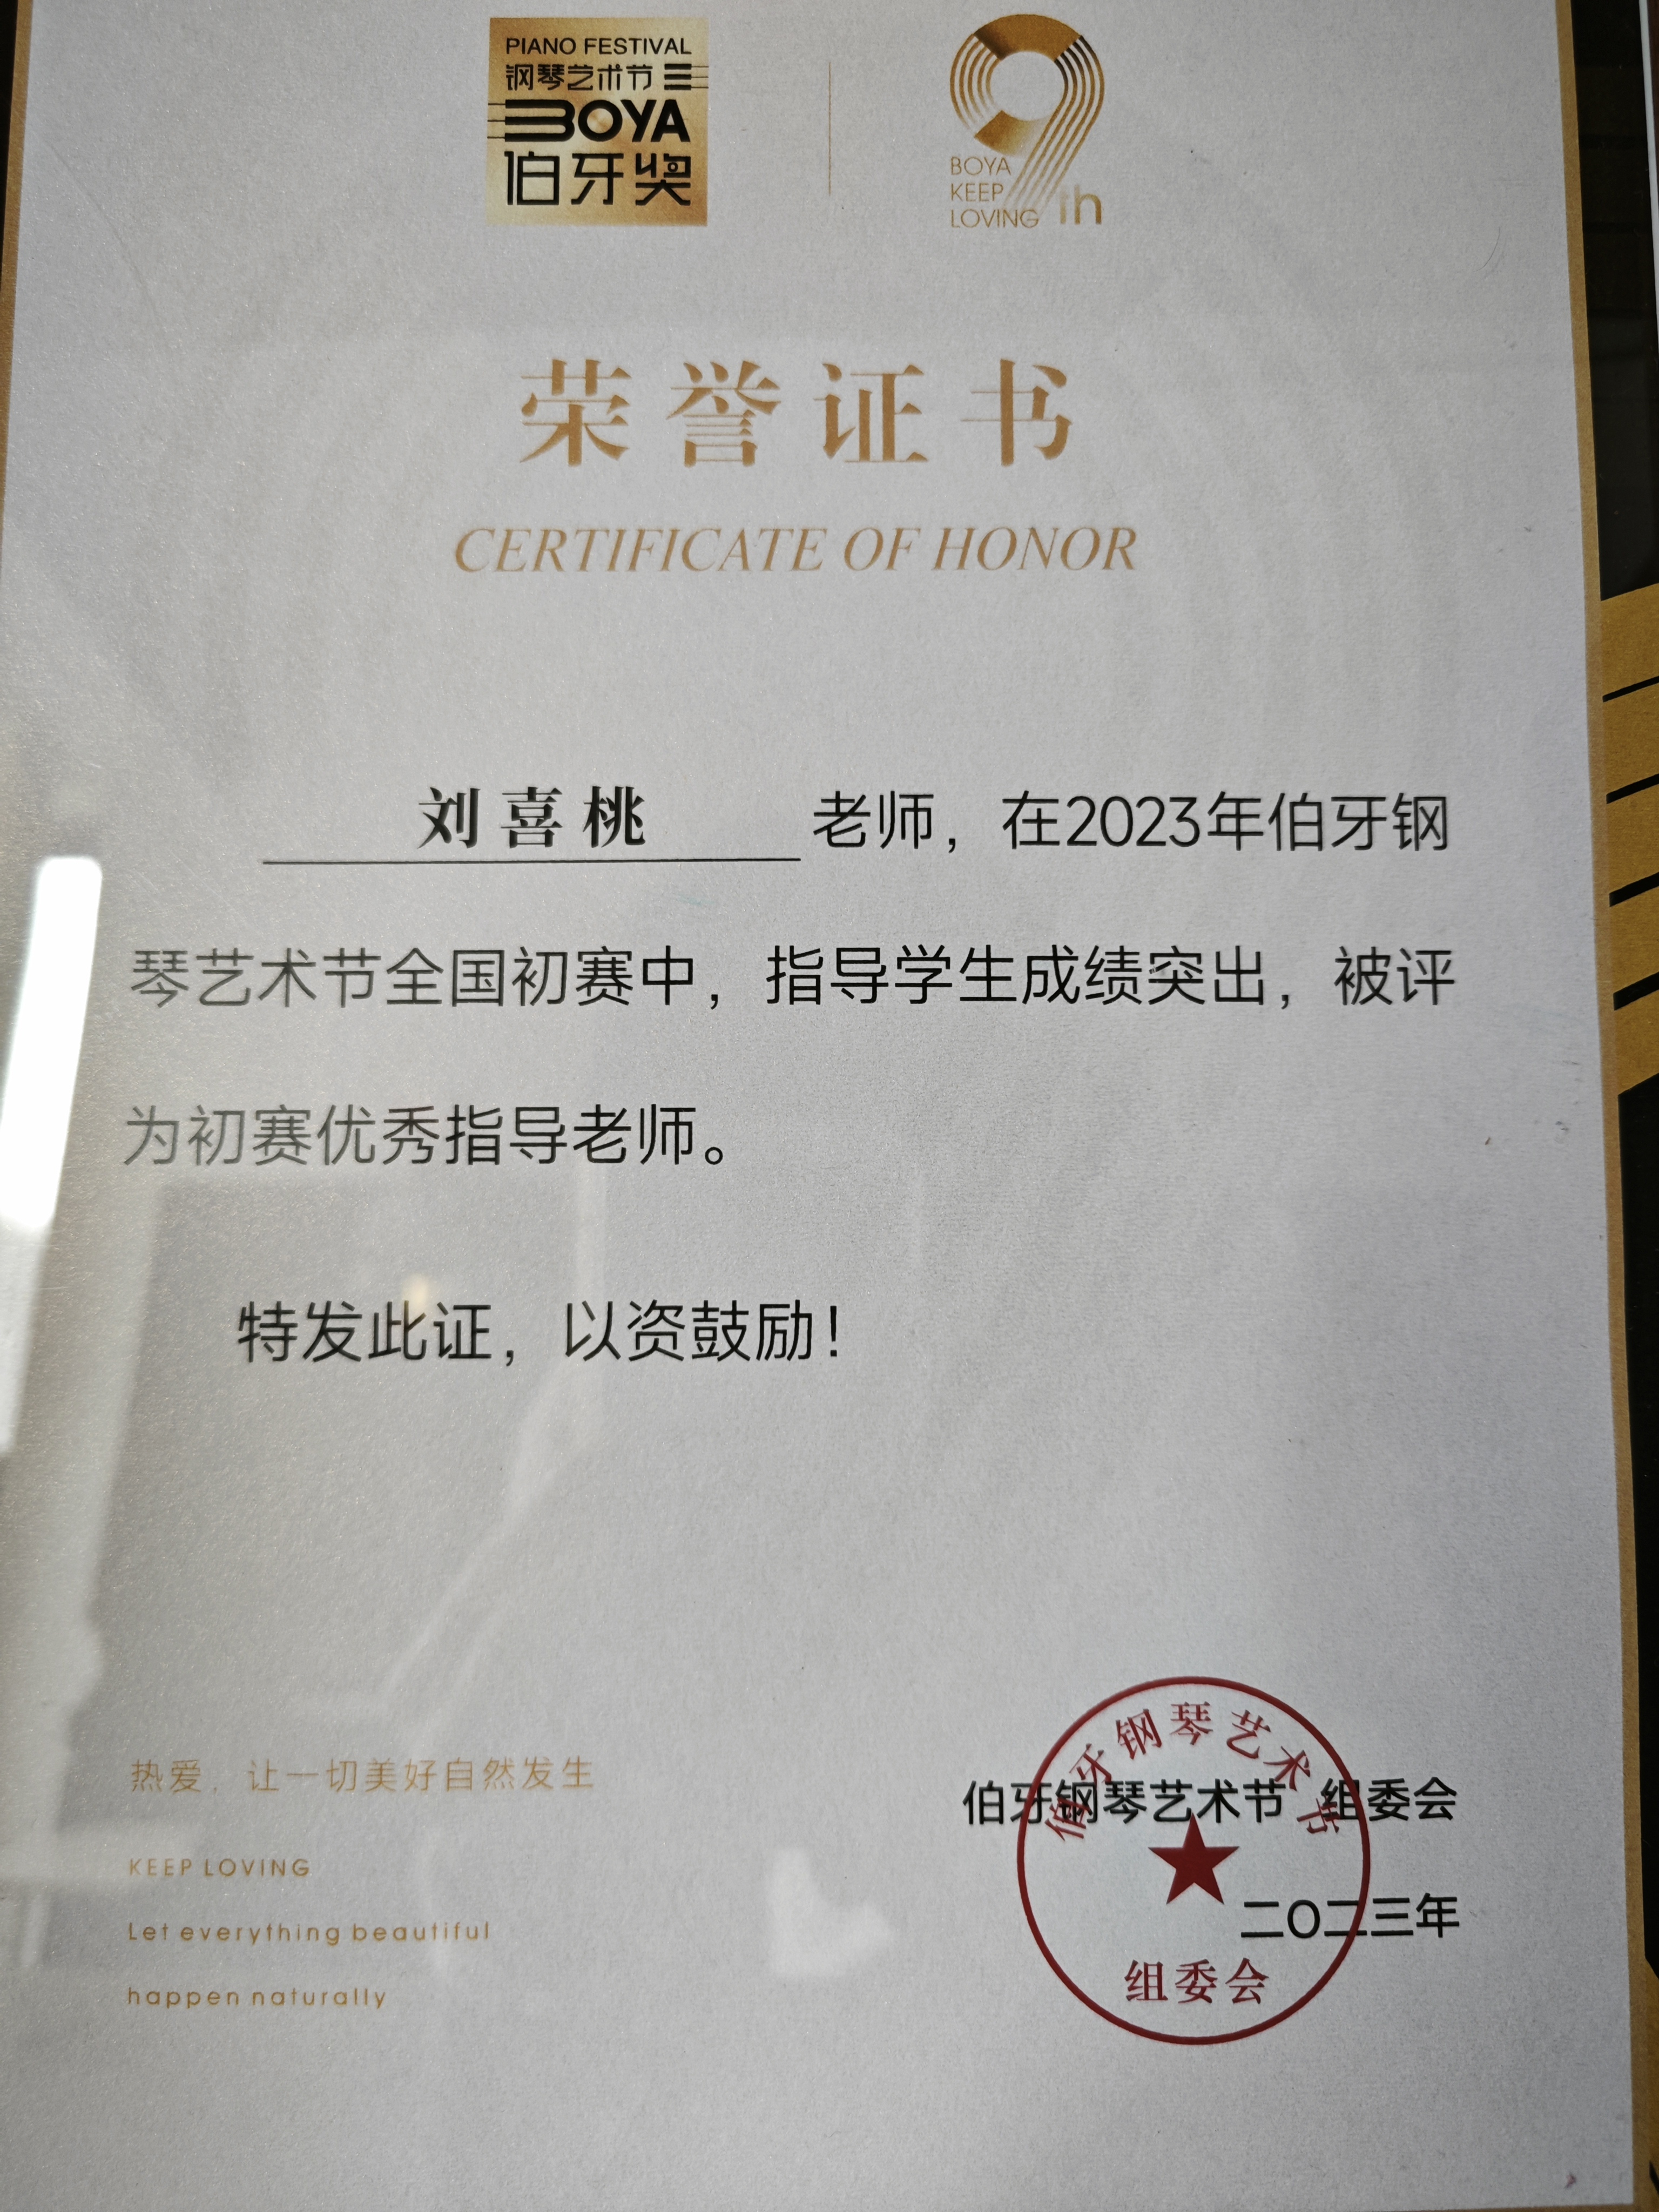 PIANO FESTIVAL
钢琴艺术节
BOYA
伯牙奖
9th
BOYA
KEEP
LOVING
荣誉证书
CERTIFICATE OF HONOR
刘喜桃 老师，在2023年伯牙钢
琴艺术节全国初赛中，指导学生成绩突出，被评
为初赛优秀指导老师。
特发此证，以资鼓励！
热爱，让一切美好自然发生
KEEP LOVING
Let everything beautiful
happen naturally
伯牙钢琴艺术节 组委会
二〇二三年
伯牙钢琴艺术节
组委会